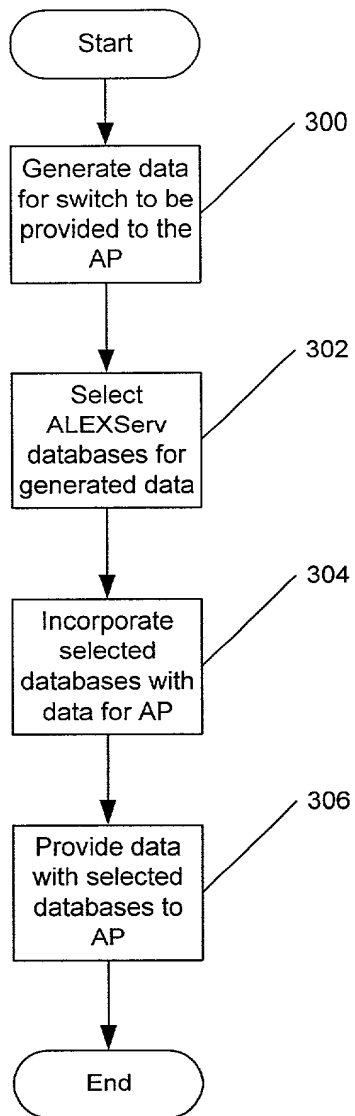 Start
300
Generate data
for switch to be
provided to the
AP
302
Select
ALEXServ
databases for
generated data
304
Incorporate
selected
databases with
data for AP
306
Provide data
with selected
databases to
AP
End